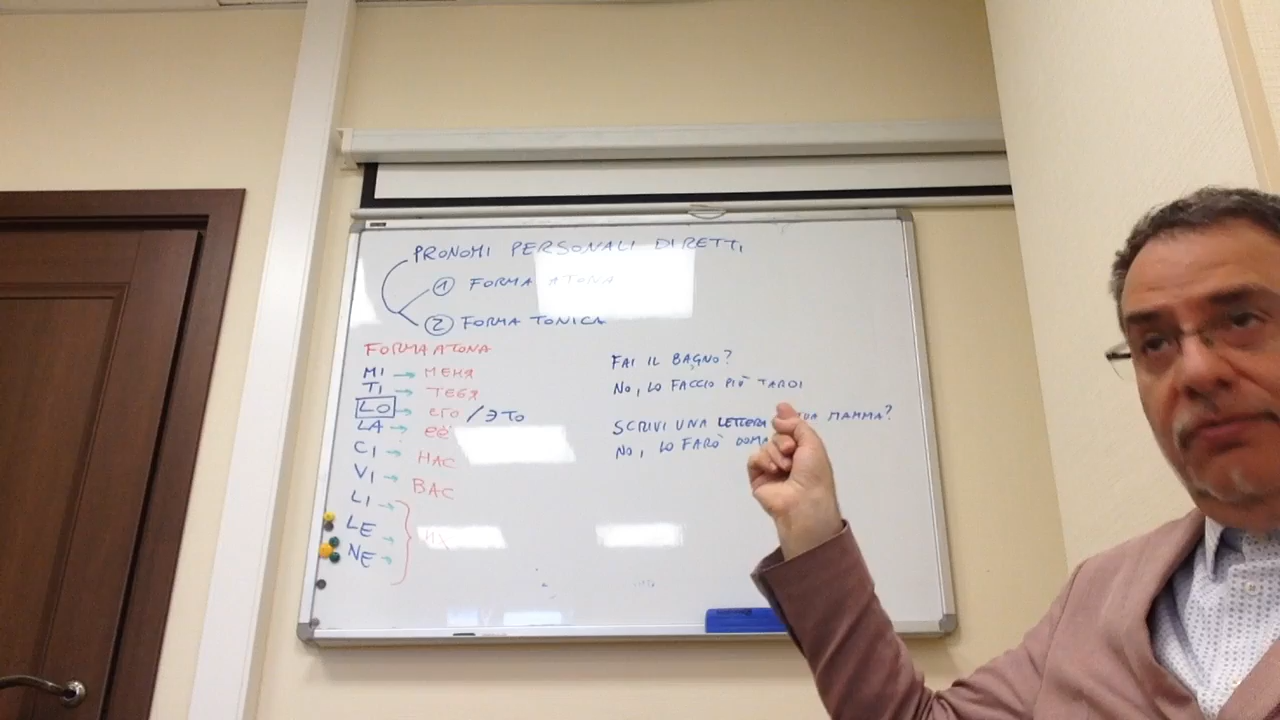 PRONOMI PERSONALI DIRETTI
1 FORMA ATONA
2 FORMA TONICA
FORMA ATONA
MI → МЕНЯ
TI → ТЕБЯ
LO → ЕГО / ЭТО
LA → ЕЁ
CI → НАС
VI → ВАС
LI →
LE →
NE →
ИХ
FAI IL BAGNO?
NO, LO FACCIO PIÙ TARDI
SCRIVI UNA LETTERA MAMMA?
NO, LO FARÒ